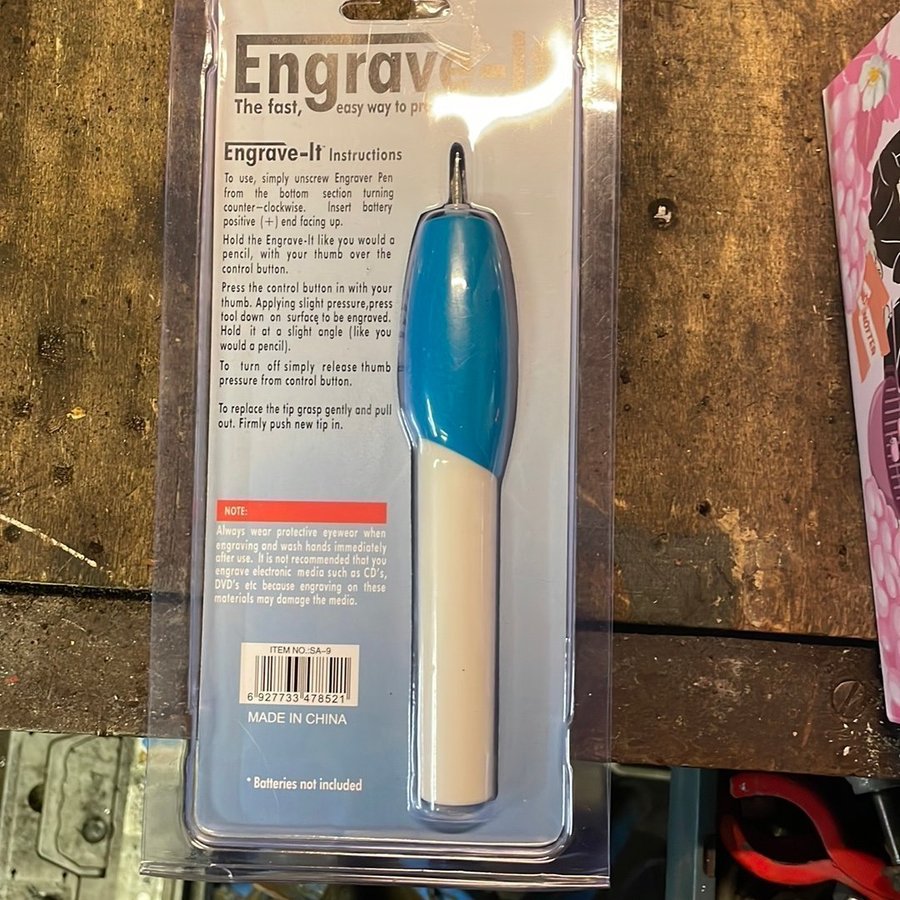 Engrave-It
The fast, easy way to
Engrave-It™ Instructions
To use, simply unscrew Engraver Pen
from the bottom section turning
counter-clockwise. Insert battery
positive (+) end facing up.
Hold the Engrave-It like you would a
pencil, with your thumb over the
control button.
Press the control button in with your
thumb. Applying slight pressure,press
tool down on surface to be engraved.
Hold it at a slight angle (like you
would a pencil).
To turn off simply release thumb
pressure from control button.
To replace the tip grasp gently and pull
out. Firmly push new tip in.
NOTE:
Always wear protective eyewear when
engraving and wash hands immediately
after use. It is not recommended that you
engrave electronic media such as CD's,
DVD's etc because engraving on these
materials may damage the media.
ITEM NO.:SA-9
6 927733 478521
MADE IN CHINA
* Batteries not included